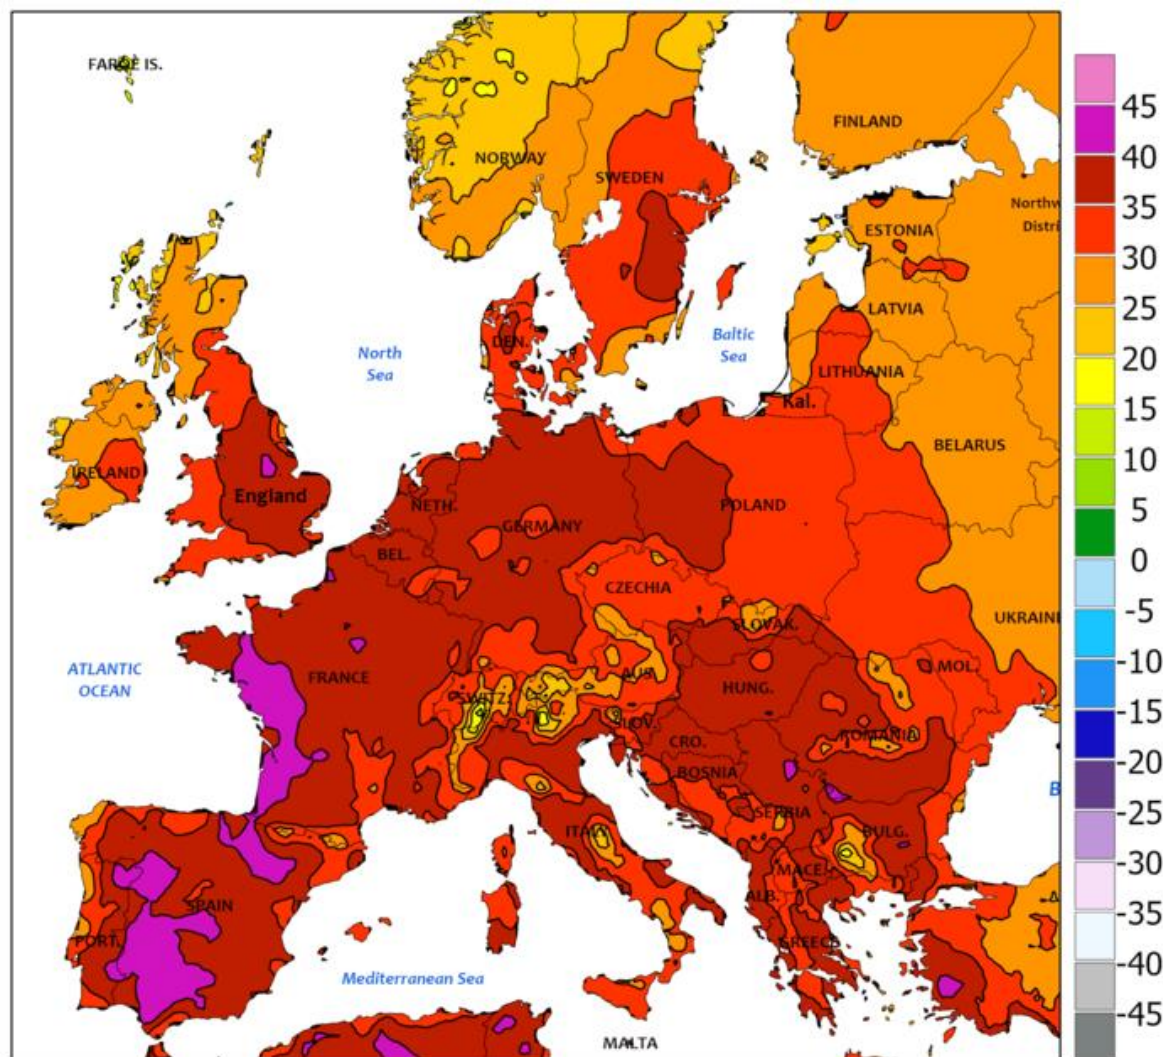 FAROE IS.
FINLAND
NORWAY
SWEDEN
Northw
Distri
ESTONIA
LATVIA
DEN.
North
Sea
Baltic
Sea
LITHUANIA
Kal.
BELARUS
IRELAND
England
NETH.
POLAND
GERMANY
BEL.
CZECHIA
UKRAINI
SLOVAK.
ATLANTIC
OCEAN
FRANCE
AUS.
MOL.
HUNG.
SWITZ.
SLOV.
ROMANIA
CRO.
BOSNIA
B
SERBIA
ITALY
BULG.
MACE.
ALB.
SPAIN
PORT.
GREECE
Mediterranean Sea
MALTA
45
40
35
30
25
20
15
10
5
0
-5
-10
-15
-20
-25
-30
-35
-40
-45